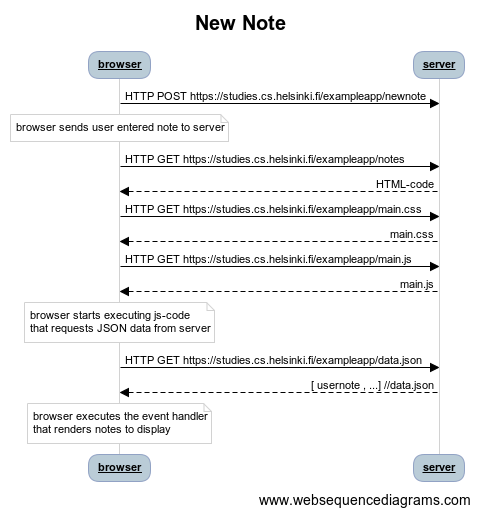 New Note
browser server
HTTP POST https://studies.cs.helsinki.fi/exampleapp/newnote
browser sends user entered note to server
HTTP GET https://studies.cs.helsinki.fi/exampleapp/notes
HTML-code
HTTP GET https://studies.cs.helsinki.fi/exampleapp/main.css
main.css
HTTP GET https://studies.cs.helsinki.fi/exampleapp/main.js
main.js
browser starts executing js-code
that requests JSON data from server
HTTP GET https://studies.cs.helsinki.fi/exampleapp/data.json
[ usernote , ...] //data.json
browser executes the event handler
that renders notes to display
browser server
www.websequencediagrams.com